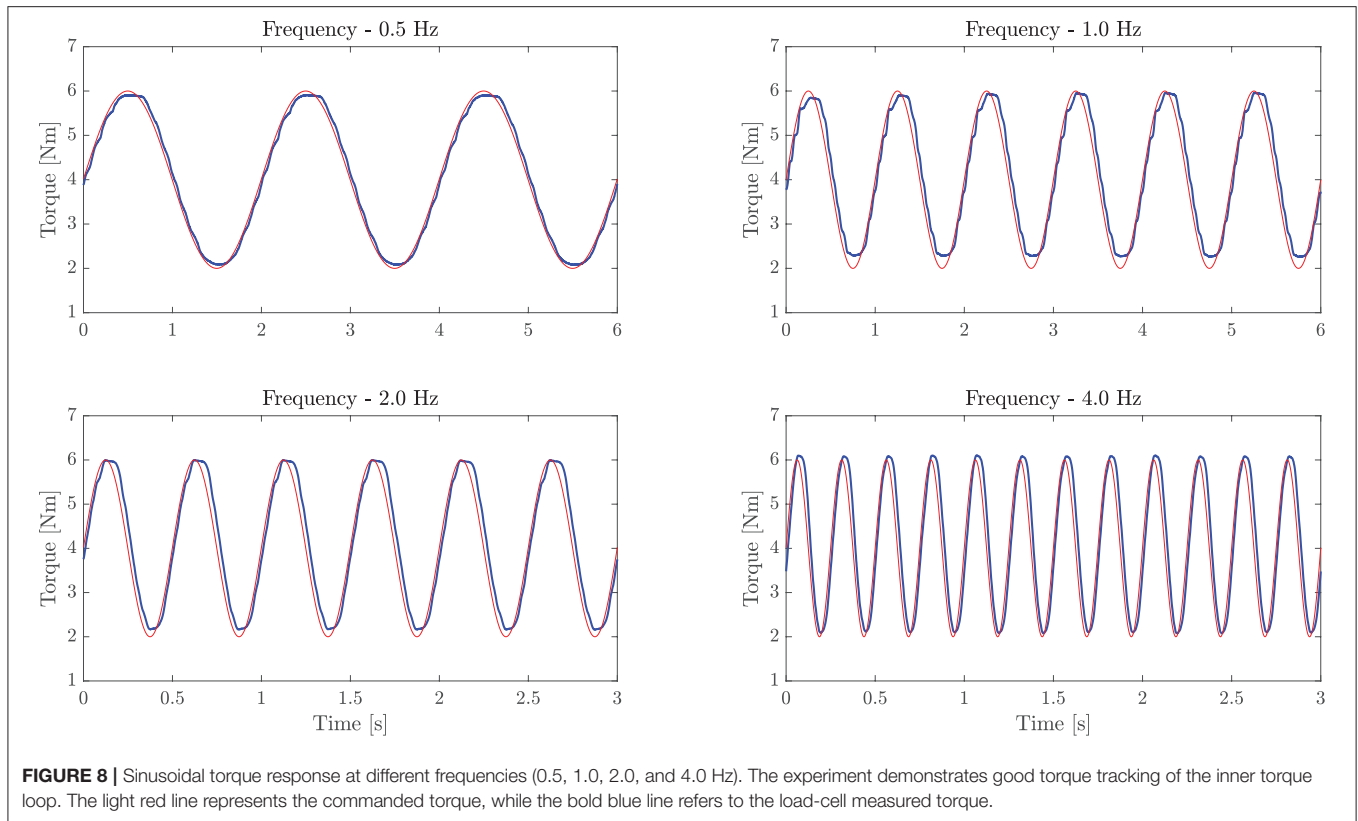 Frequency - 0.5 Hz
Torque [Nm]
7
6
5
4
3
2
1
0 1 2 3 4 5 6
Frequency - 1.0 Hz
Torque [Nm]
7
6
5
4
3
2
1
0 1 2 3 4 5 6
Frequency - 2.0 Hz
Torque [Nm]
7
6
5
4
3
2
1
0 0.5 1 1.5 2 2.5 3
Time [s]
Frequency - 4.0 Hz
Torque [Nm]
7
6
5
4
3
2
1
0 0.5 1 1.5 2 2.5 3
Time [s]
FIGURE 8 | Sinusoidal torque response at different frequencies (0.5, 1.0, 2.0, and 4.0 Hz). The experiment demonstrates good torque tracking of the inner torque
loop. The light red line represents the commanded torque, while the bold blue line refers to the load-cell measured torque.